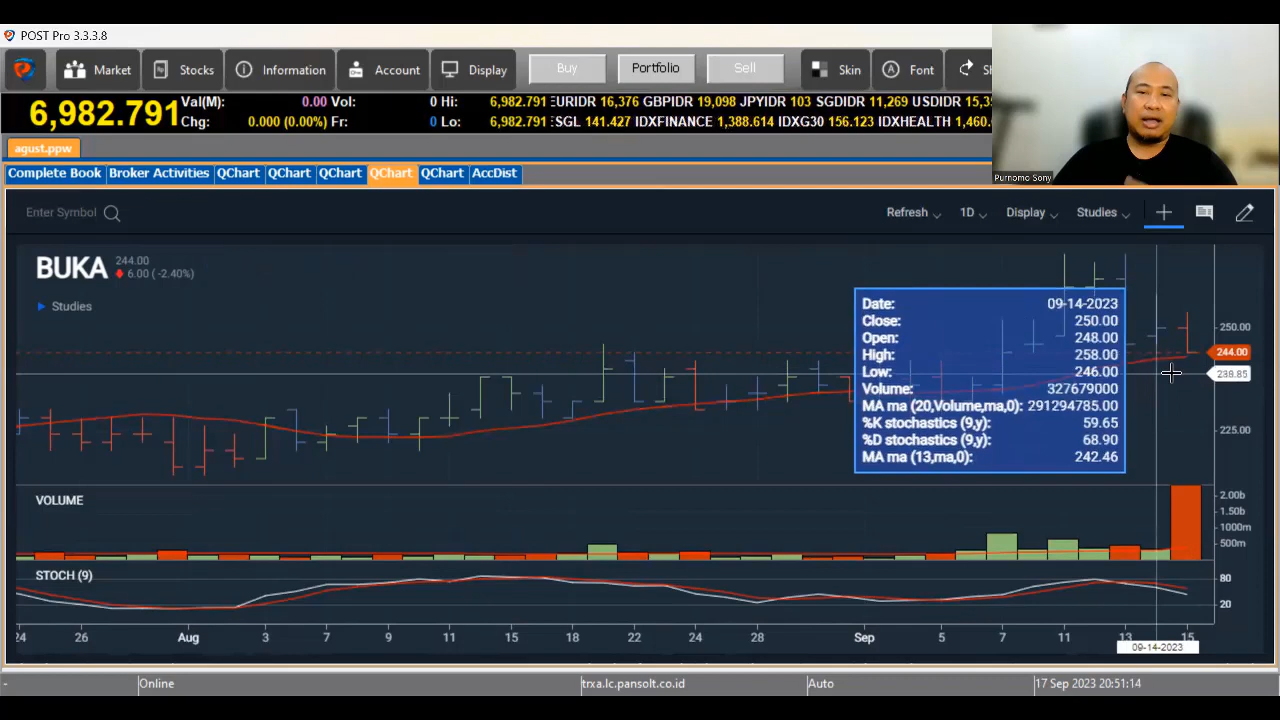 POST Pro 3.3.3.8
Market Stocks Information Account Display Buy Portfolio Sell Skin Font
6,982.791 Val(M): 0.00 Vol: 0 Hi: 6,982.791 EURIDR 16,376 GBPIDR 19,098 JPYIDR 103 SGDIDR 11,269 USDIDR
Chg: 0.000 (0.00%) Fr: 0 Lo: 6,982.791 ESGL 141.427 IDXFINANCE 1,388.614 IDXG30 156.123 IDXHEALTH
Purnomo Sony
agust.ppw
Complete Book Broker Activities QChart QChart QChart QChart QChart AccDist
Enter Symbol Refresh 1D Display Studies
BUKA 244.00
6.00 (-2.40%)
Studies
Date: 09-14-2023
Close: 250.00
Open: 248.00
High: 258.00
Low: 246.00
Volume: 327679000
MA ma (20,Volume,ma,0): 291294785.00
%K stochastics (9,y): 59.65
%D stochastics (9,y): 68.90
MA ma (13,ma,0): 242.46
250.00
244.00
238.85
225.00
VOLUME
2.00b
1.50b
1000m
500m
STOCH (9)
80
20
24 26 Aug 3 7 9 11 15 18 22 24 28 Sep 5 7 11 13 15
09-14-2023
- Online trxa.lc.pansolt.co.id Auto 17 Sep 2023 20:51:14